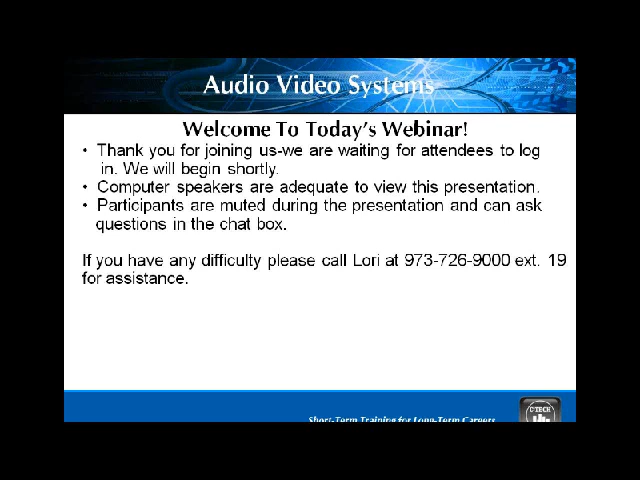 Audio Video Systems
Welcome To Today's Webinar!
• Thank you for joining us-we are waiting for attendees to log
in. We will begin shortly.
• Computer speakers are adequate to view this presentation.
• Participants are muted during the presentation and can ask
questions in the chat box.
If you have any difficulty please call Lori at 973-726-9000 ext. 19
for assistance.
Short-Term Training for Long-Term Careers
C-TECH